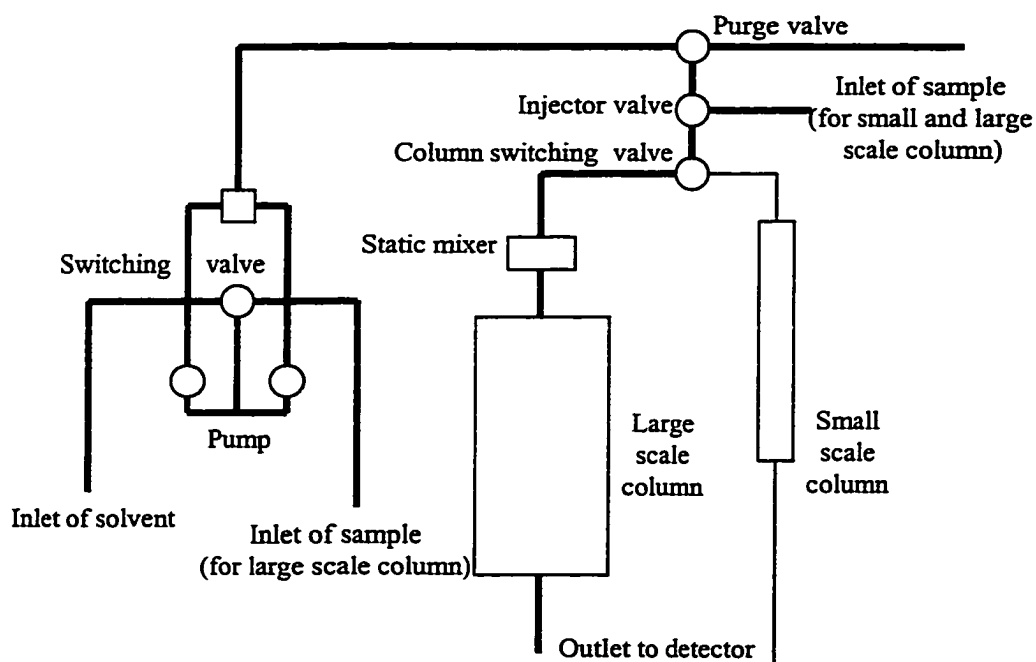 Purge valve
Injector valve
Inlet of sample
(for small and large
scale column)
Column switching valve
Static mixer
Switching valve
Pump
Large
scale
column
Small
scale
column
Inlet of solvent
Inlet of sample
(for large scale column)
Outlet to detector